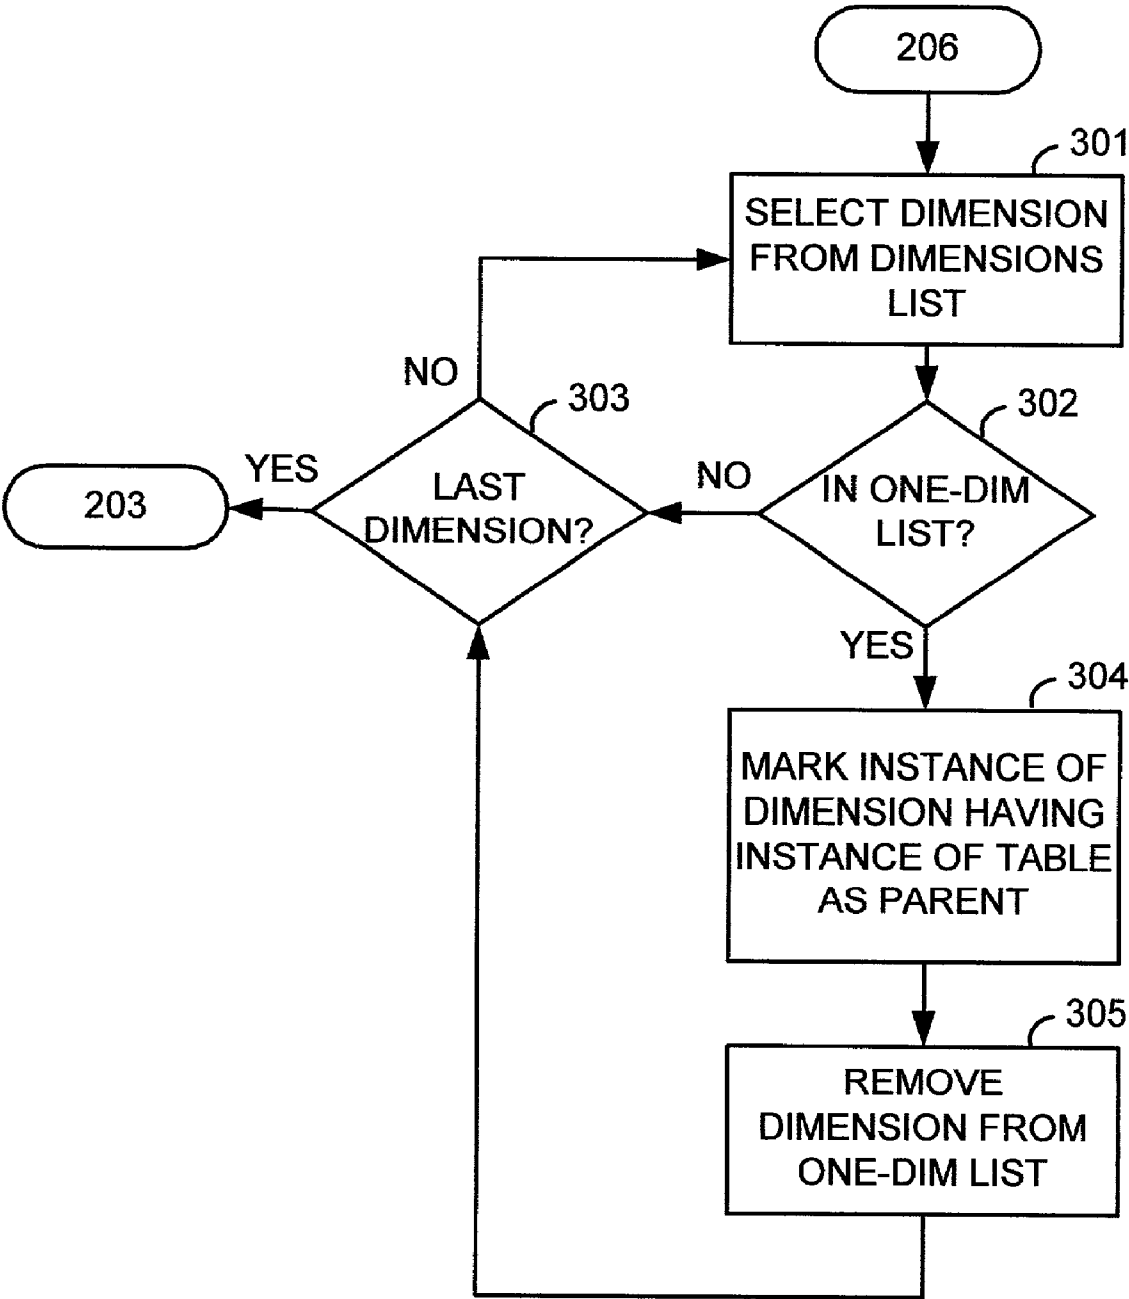 206
301
SELECT DIMENSION
FROM DIMENSIONS
LIST
NO
303
302
YES
203
LAST
DIMENSION?
NO
IN ONE-DIM
LIST?
YES
304
MARK INSTANCE OF
DIMENSION HAVING
INSTANCE OF TABLE
AS PARENT
305
REMOVE
DIMENSION FROM
ONE-DIM LIST